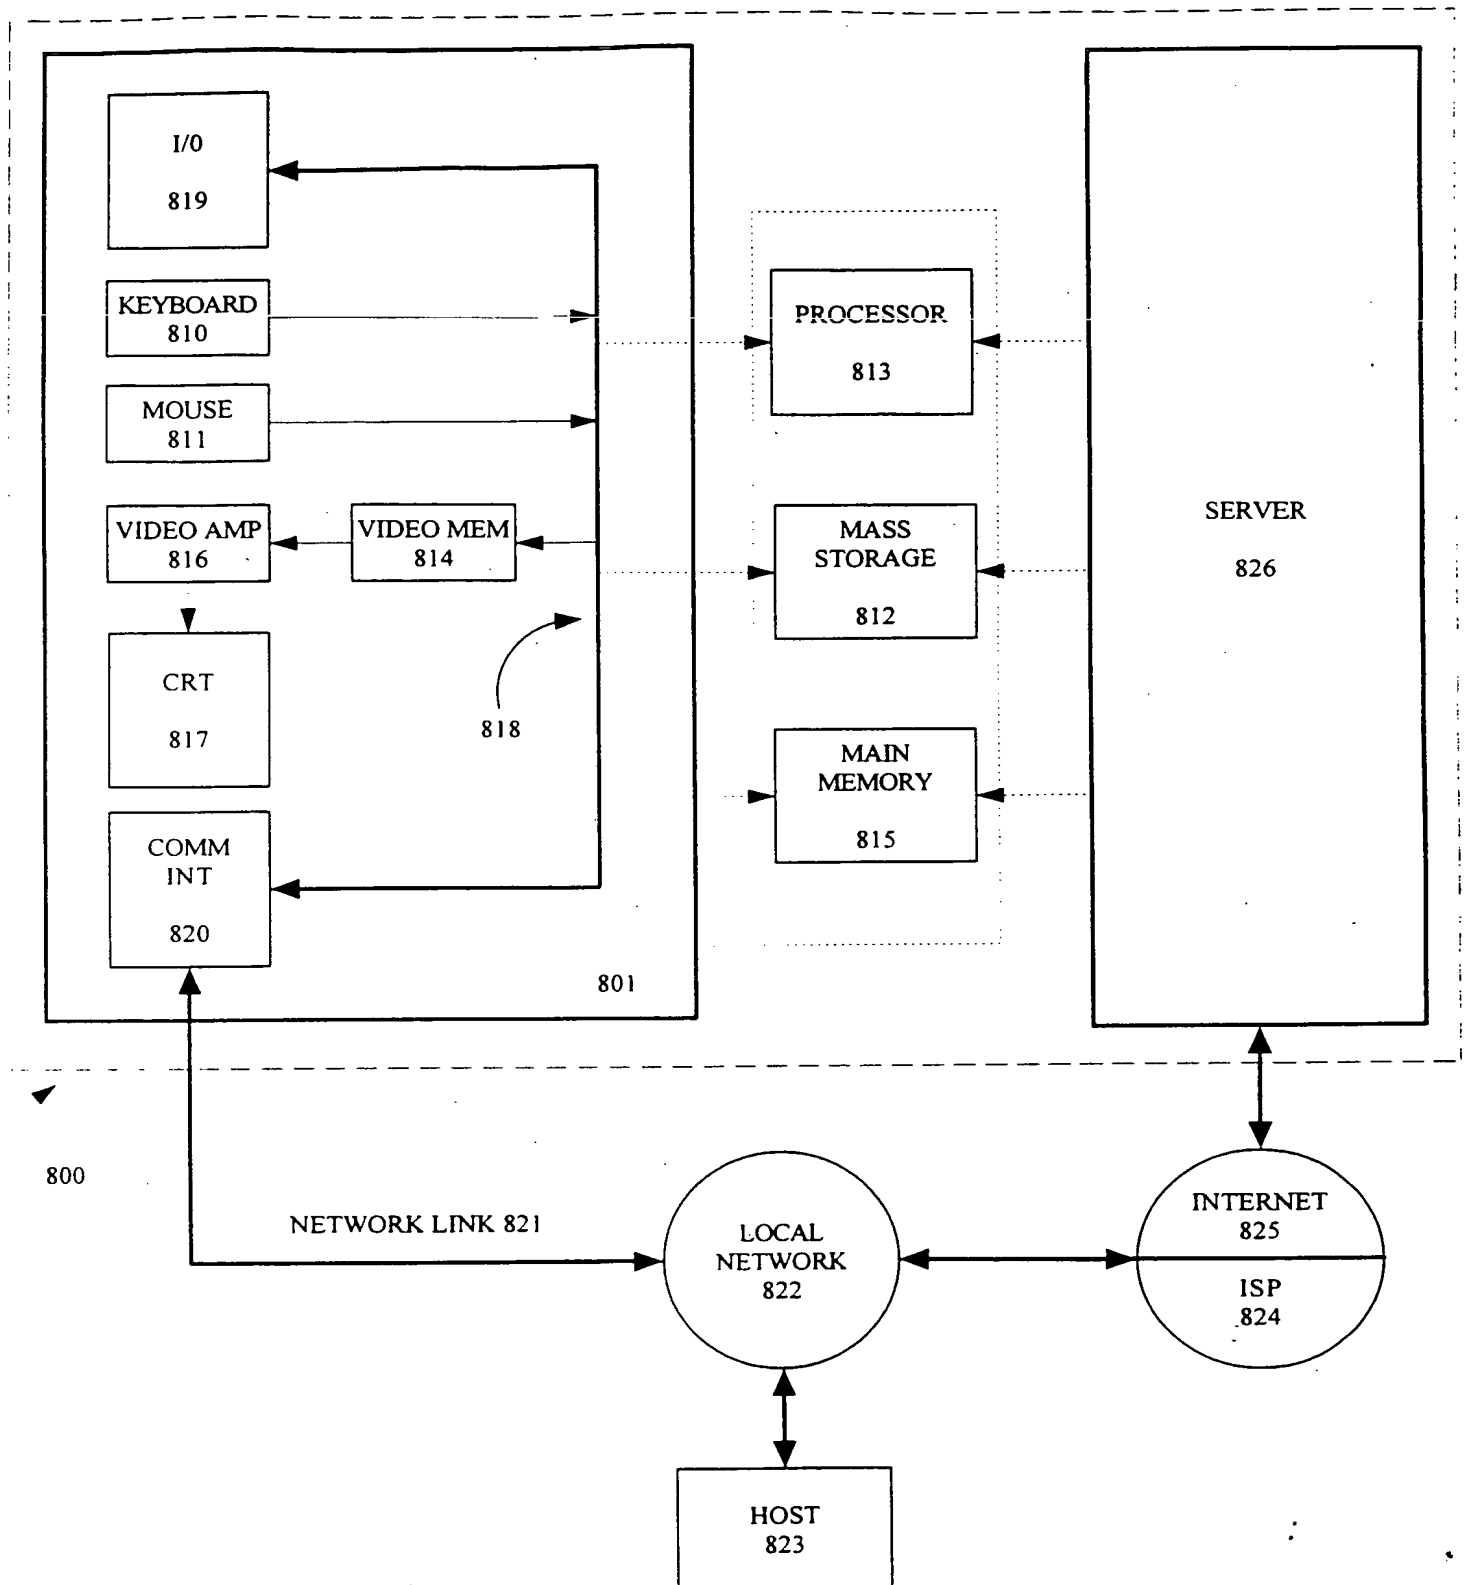 I/0
819
KEYBOARD
810
MOUSE
811
VIDEO AMP
816
VIDEO MEM
814
CRT
817
818
COMM
INT
820
801
PROCESSOR
813
MASS
STORAGE
812
MAIN
MEMORY
815
SERVER
826
800
NETWORK LINK 821
LOCAL
NETWORK
822
INTERNET
825
ISP
824
HOST
823